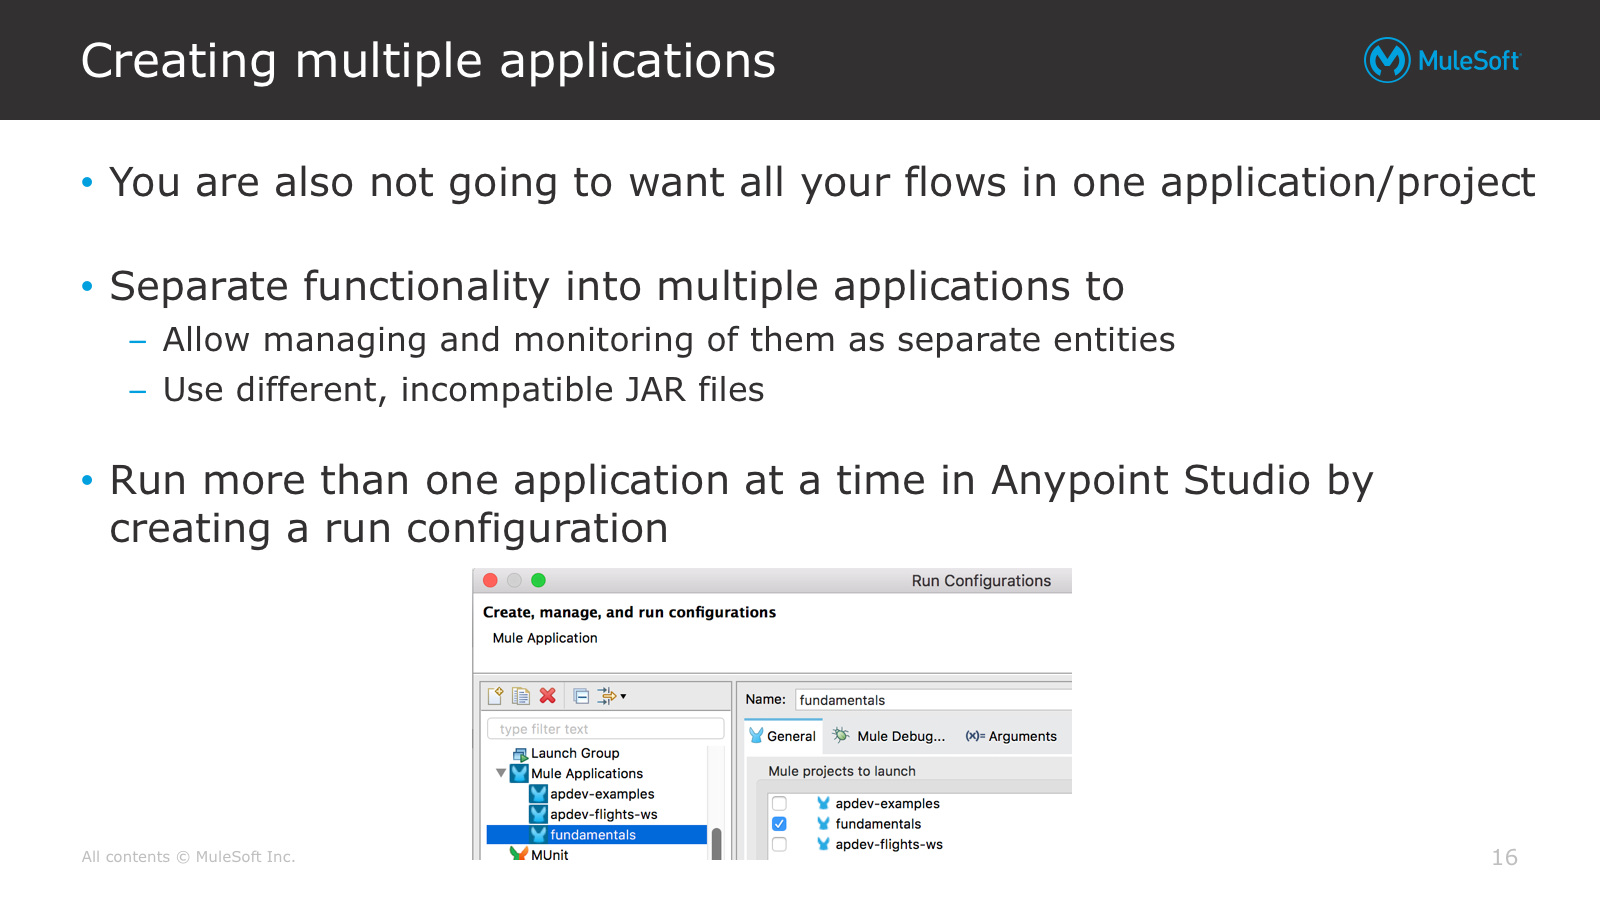 Creating multiple applications
MuleSoft
• You are also not going to want all your flows in one application/project
• Separate functionality into multiple applications to
– Allow managing and monitoring of them as separate entities
– Use different, incompatible JAR files
• Run more than one application at a time in Anypoint Studio by
creating a run configuration
Run Configurations
Create, manage, and run configurations
Mule Application
type filter text
Launch Group
Mule Applications
apdev-examples
apdev-flights-ws
fundamentals
MUnit
Name: fundamentals
General Mule Debug... (x)= Arguments
Mule projects to launch
apdev-examples
fundamentals
apdev-flights-ws
All contents © MuleSoft Inc.
16